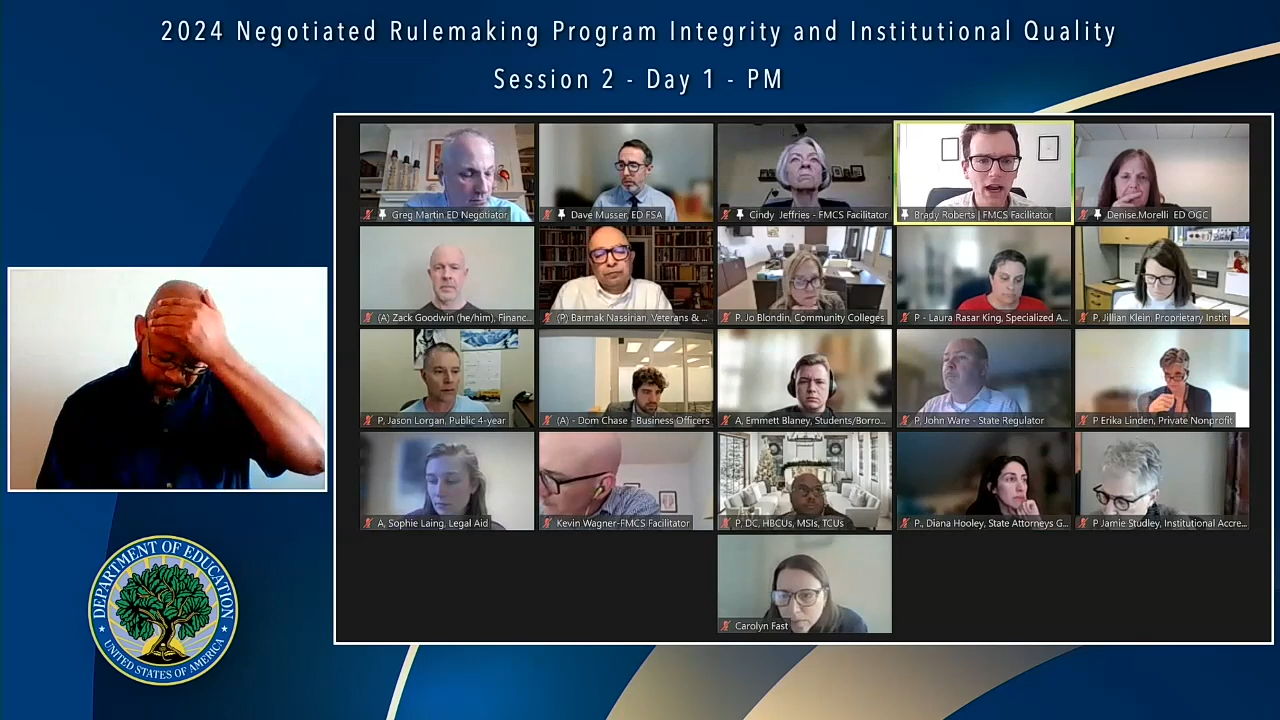 2024 Negotiated Rulemaking Program Integrity and Institutional Quality
Session 2 - Day 1 - PM
Greg Martin ED Negotiator
Dave Musser, ED FSA
Cindy Jeffries - FMCS Facilitator
Brady Roberts | FMCS Facilitator
Denise.Morelli ED OGC
(A) Zack Goodwin (he/him), Financ...
(P) Barmak Nassirian, Veterans & ...
P. Jo Blondin, Community Colleges
P - Laura Rasar King, Specialized A...
P. Jillian Klein, Proprietary Instit
P, Jason Lorgan, Public 4-year
(A) - Dom Chase - Business Officers
A, Emmett Blaney, Students/Borro...
P, John Ware - State Regulator
P Erika Linden, Private Nonprofit
A, Sophie Laing, Legal Aid
Kevin Wagner-FMCS Facilitator
P, DC, HBCUs, MSIs, TCUs
P., Diana Hooley, State Attorneys G...
P Jamie Studley, Institutional Accre...
Carolyn Fast
DEPARTMENT OF EDUCATION
UNITED STATES OF AMERICA